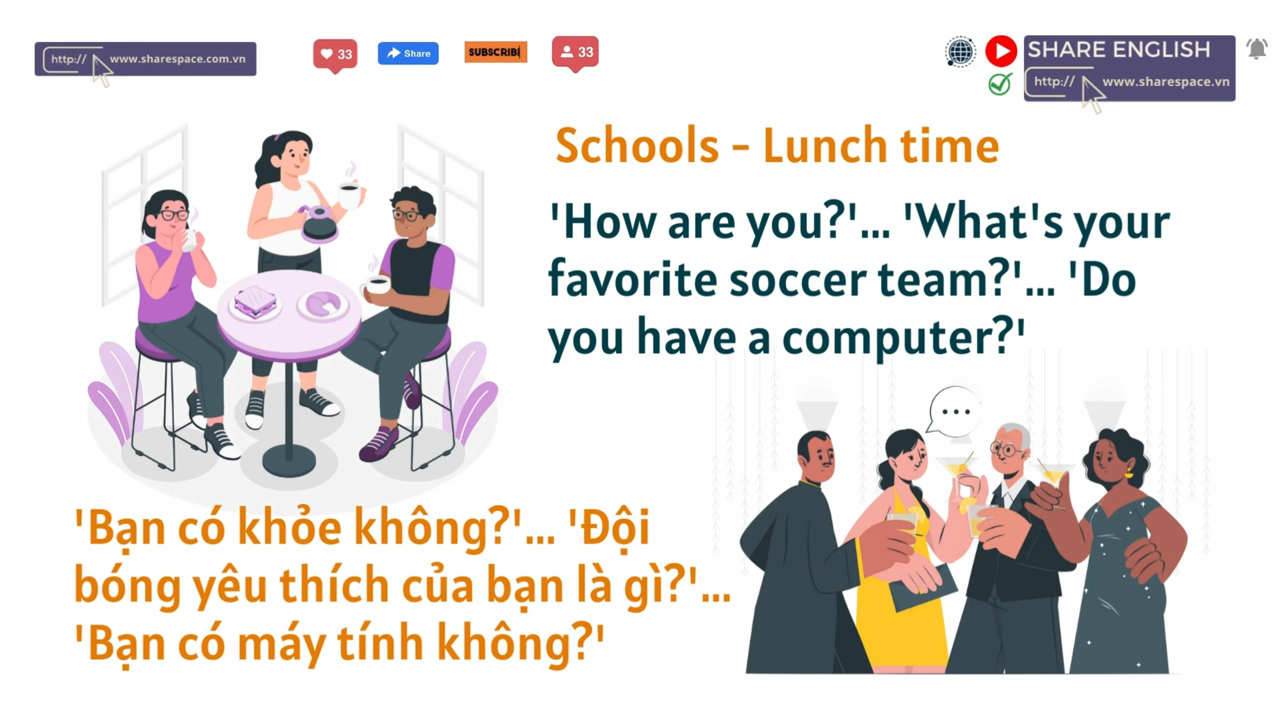 http:// www.sharespace.com.vn
33
Share
SUBSCRIBE
33
SHARE ENGLISH
http:// www.sharespace.vn
Schools - Lunch time
'How are you?'... 'What's your
favorite soccer team?'... 'Do
you have a computer?'
'Bạn có khỏe không?'... 'Đội
bóng yêu thích của bạn là gì?'...
'Bạn có máy tính không?'